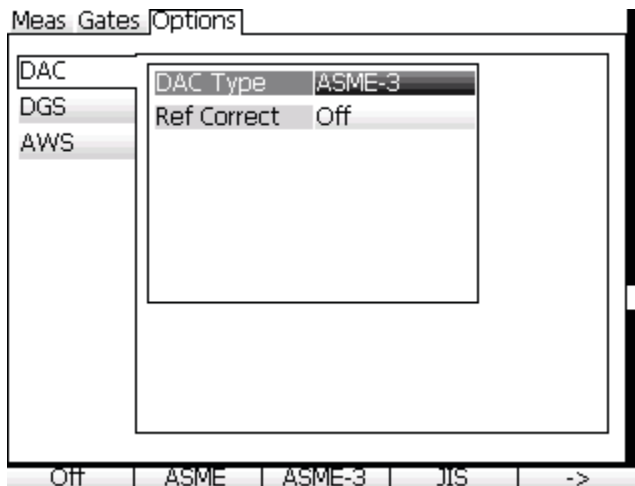 Meas Gates Options
DAC
DGS
AWS
DAC Type ASME-3
Ref Correct Off
Off ASME ASME-3 JIS ->